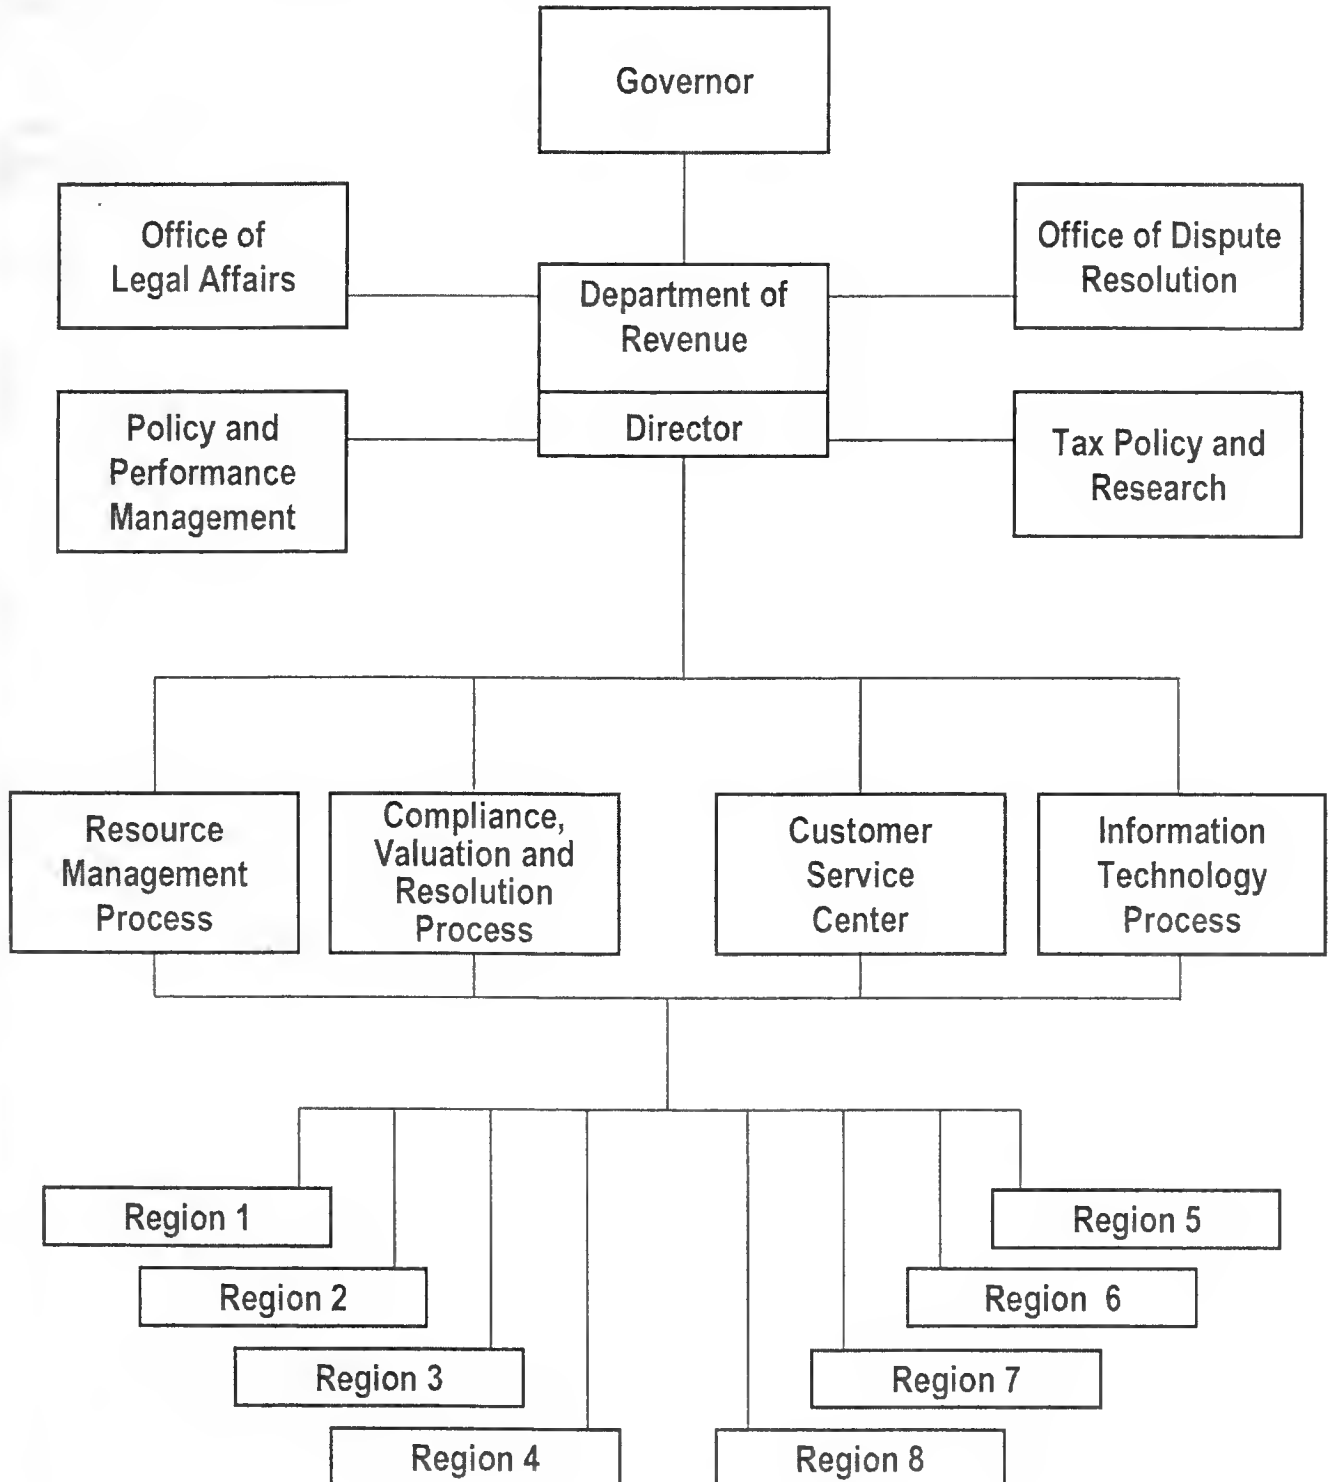 Governor
Office of
Legal Affairs
Office of Dispute
Resolution
Department of
Revenue
Director
Policy and
Performance
Management
Tax Policy and
Research
Resource
Management
Process
Compliance,
Valuation and
Resolution
Process
Customer
Service
Center
Information
Technology
Process
Region 1
Region 5
Region 2
Region 6
Region 3
Region 7
Region 4
Region 8